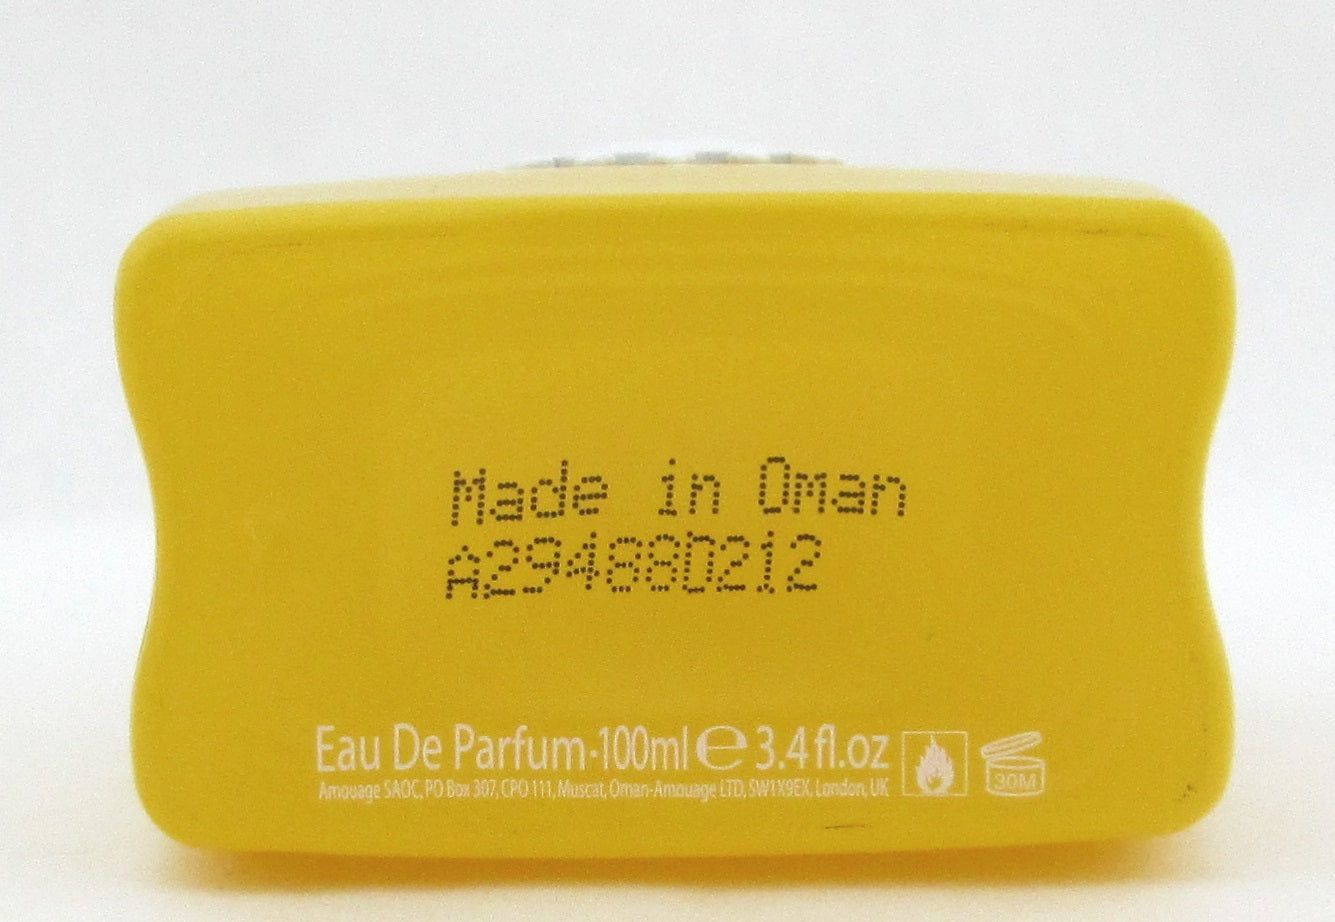 Made in Oman
A29488D212
Eau De Parfum·100ml ℮ 3.4 fl.oz
Amouage SAOC, PO Box 307, CPO 111, Muscat, Oman-Amouage LTD, SW1X9EX, London, UK
30M